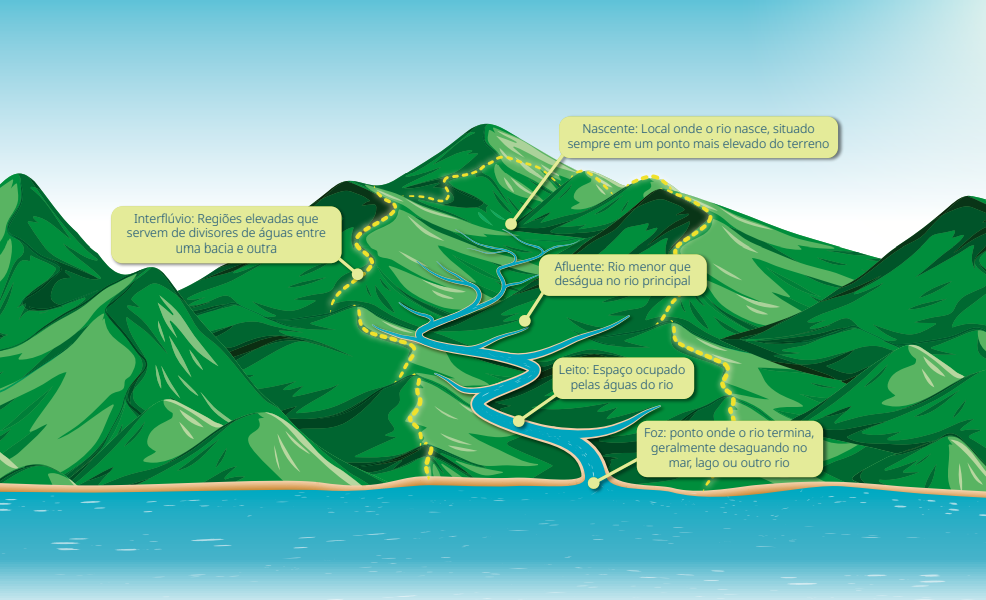 Nascente: Local onde o rio nasce, situado
sempre em um ponto mais elevado do terreno
Interflúvio: Regiões elevadas que
servem de divisores de águas entre
uma bacia e outra
Afluente: Rio menor que
deságua no rio principal
Leito: Espaço ocupado
pelas águas do rio
Foz: ponto onde o rio termina,
geralmente desaguando no
mar, lago ou outro rio